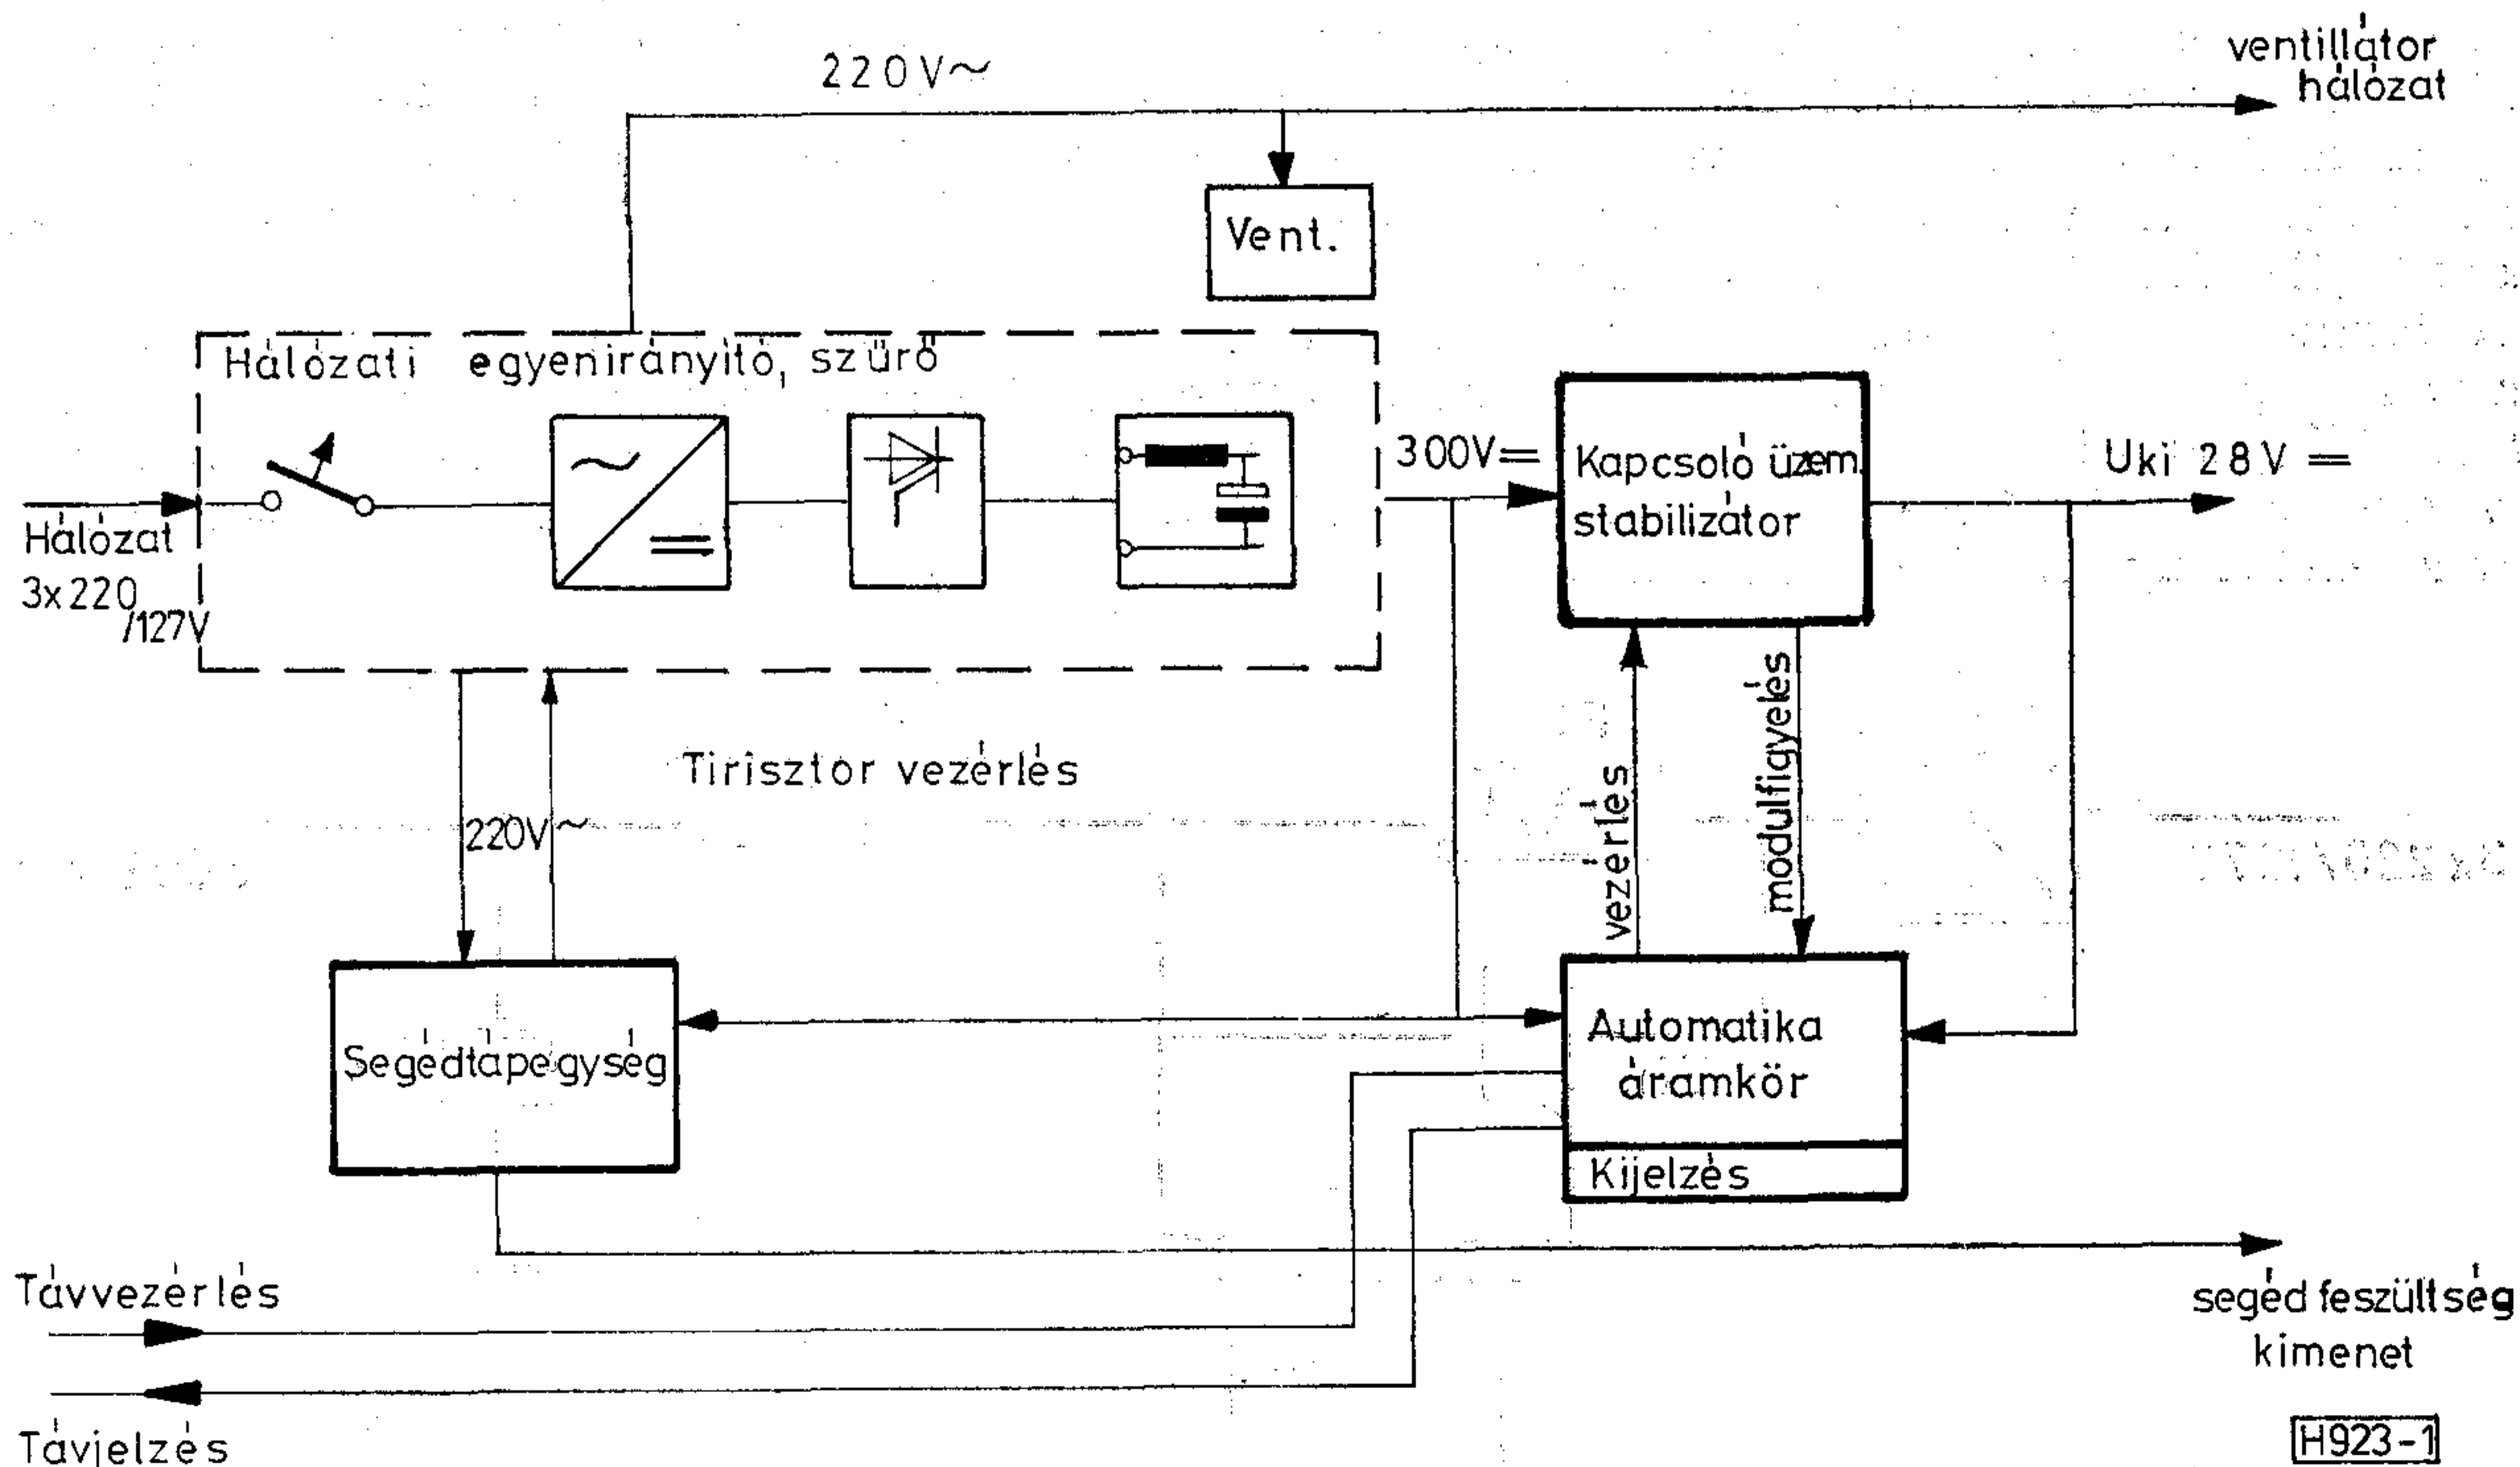 220V~
ventillátor
hálózat
Vent.
Hálózati egyenirányító, szűrő
Hálózat
3x220
/127V
300V=
Kapcsoló üzem.
stabilizátor
Uki 28V =
Tirisztor vezérlés
220V~
vezérlés
modulfigyelés
Segédtápegység
Automatika
áramkör
Kijelzés
Távvezérlés
segéd feszültség
kimenet
Távjelzés
H923-1